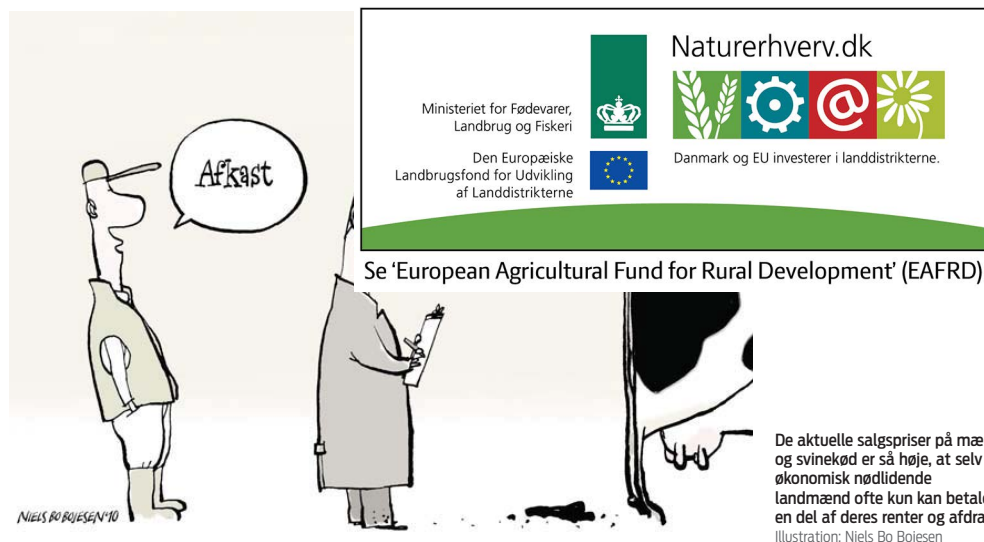 Afkast
Ministeriet for Fødevarer,
Landbrug og Fiskeri
Den Europæiske
Landbrugsfond for Udvikling
af Landdistrikterne
Naturerhverv.dk
@
Danmark og EU investerer i landdistrikterne.
Se 'European Agricultural Fund for Rural Development' (EAFRD)
De aktuelle salgspriser på
og svinekød er så høje, at selv
økonomisk nødlidende
landmænd ofte kun kan
en del af deres renter og
Illustration: Niels Bo Bojesen
NIELS BO BOJESEN '10